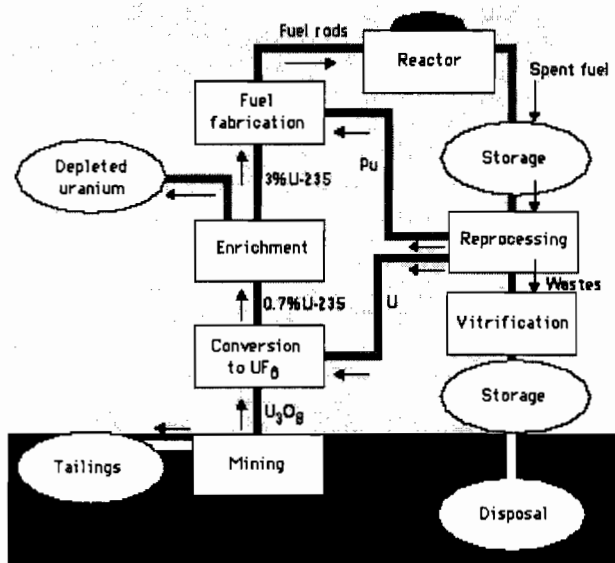 Fuel rods
Reactor
Spent fuel
Fuel
fabrication
Storage
Depleted
uranium
3%U-235
Pu
Enrichment
Reprocessing
0.7%U-235
U
Wastes
Vitrification
Conversion
to UF6
Storage
U3O8
Tailings
Mining
Disposal